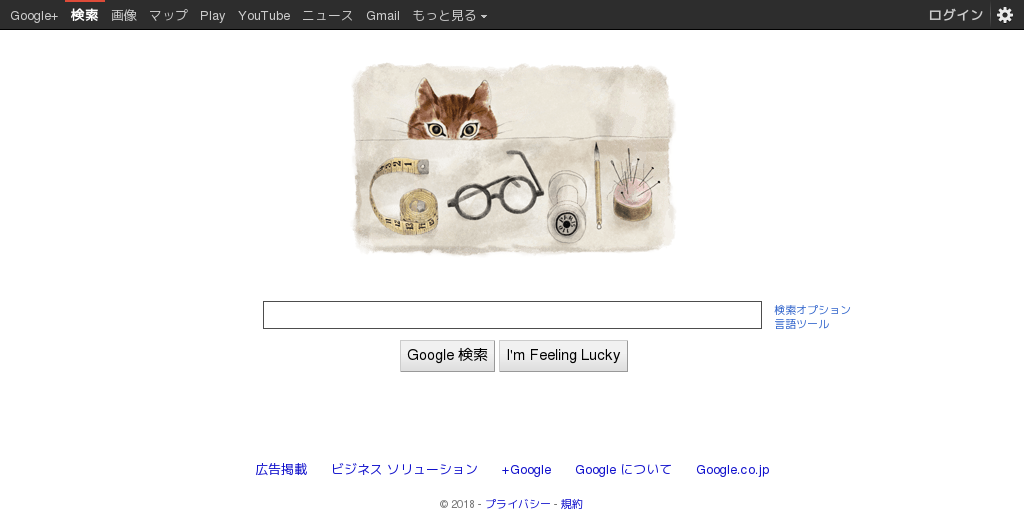 Google+ 検索 画像 マップ Play YouTube ニュース Gmail もっと見る ログイン
検索オプション
言語ツール
Google 検索 I'm Feeling Lucky
広告掲載 ビジネス ソリューション +Google Google について Google.co.jp
© 2018 - プライバシー - 規約